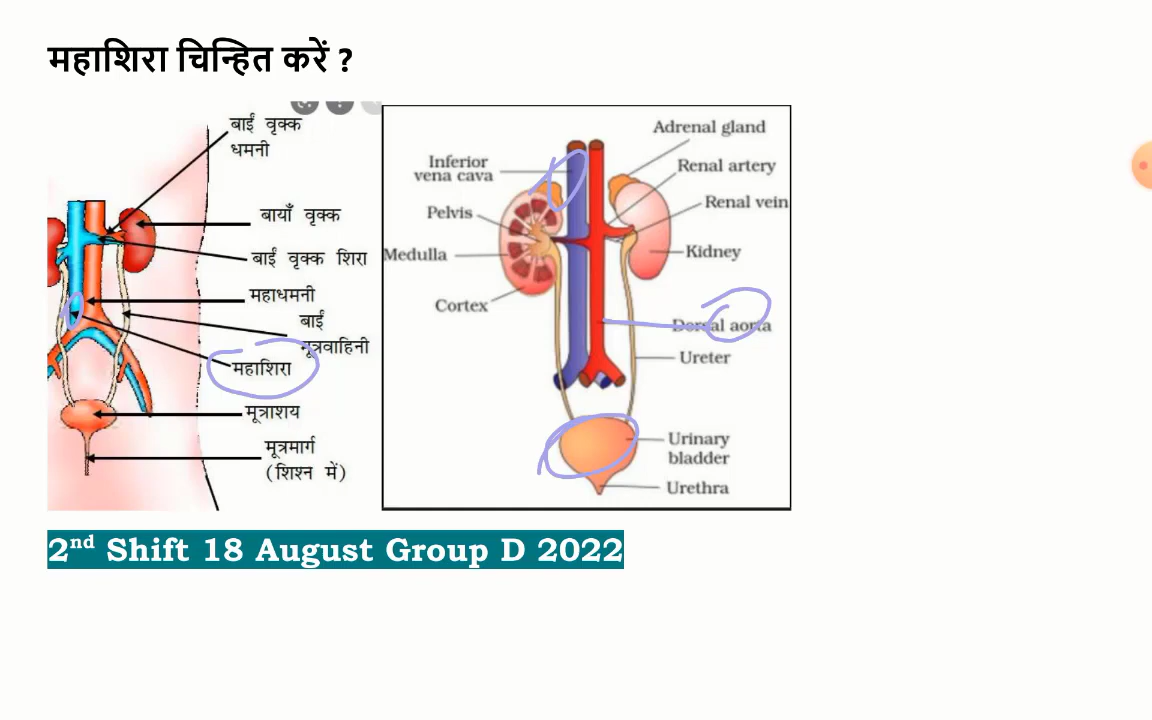 महाशिरा चिन्हित करें ?
बाईं वृक्क
धमनी
बायाँ वृक्क
बाईं वृक्क शिरा
महाधमनी
बाईं
मूत्रवाहिनी
महाशिरा
मूत्राशय
मूत्रमार्ग
(शिश्न में)
Inferior
vena cava
Pelvis
Medulla
Cortex
Adrenal gland
Renal artery
Renal vein
Kidney
Dorsal aorta
Ureter
Urinary
bladder
Urethra
2nd Shift 18 August Group D 2022